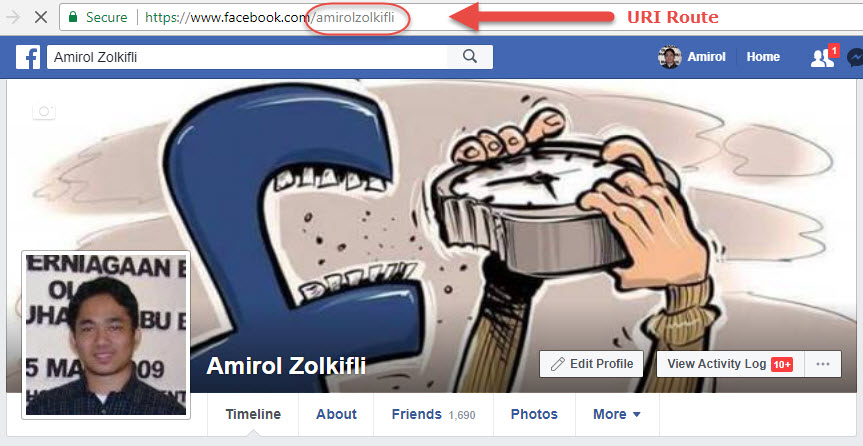 Secure https://www.facebook.com/amirolzolkifli URI Route
f Amirol Zolkifli Amirol Home 1
ERNIAGAAN
OL
UHA BU
5 MA 009
Amirol Zolkifli Edit Profile View Activity Log 10+ ...
Timeline About Friends 1,690 Photos More